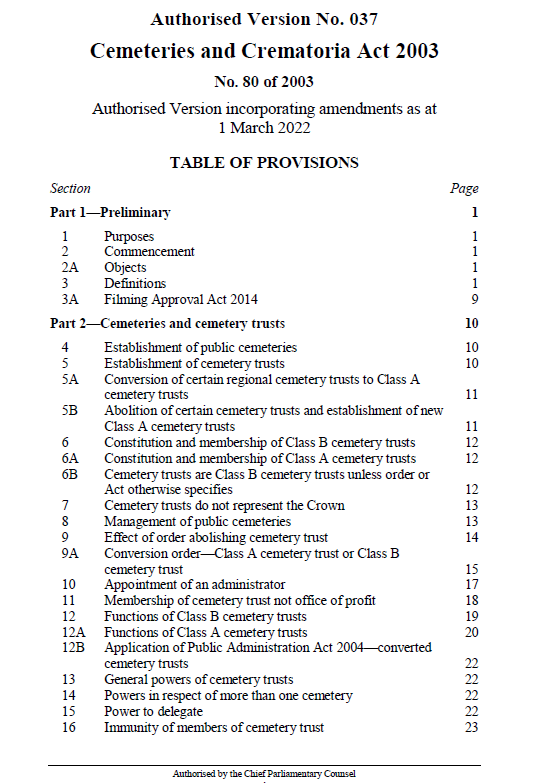 Authorised Version No. 037
Cemeteries and Crematoria Act 2003
No. 80 of 2003
Authorised Version incorporating amendments as at
1 March 2022
TABLE OF PROVISIONS
Section Page
Part 1—Preliminary 1
1 Purposes 1
2 Commencement 1
2A Objects 1
3 Definitions 1
3A Filming Approval Act 2014 9
Part 2—Cemeteries and cemetery trusts 10
4 Establishment of public cemeteries 10
5 Establishment of cemetery trusts 10
5A Conversion of certain regional cemetery trusts to Class A
cemetery trusts 11
5B Abolition of certain cemetery trusts and establishment of new
Class A cemetery trusts 11
6 Constitution and membership of Class B cemetery trusts 12
6A Constitution and membership of Class A cemetery trusts 12
6B Cemetery trusts are Class B cemetery trusts unless order or
Act otherwise specifies 12
7 Cemetery trusts do not represent the Crown 13
8 Management of public cemeteries 13
9 Effect of order abolishing cemetery trust 14
9A Conversion order—Class A cemetery trust or Class B
cemetery trust 15
10 Appointment of an administrator 17
11 Membership of cemetery trust not office of profit 18
12 Functions of Class B cemetery trusts 19
12A Functions of Class A cemetery trusts 20
12B Application of Public Administration Act 2004—converted
cemetery trusts 22
13 General powers of cemetery trusts 22
14 Powers in respect of more than one cemetery 22
15 Power to delegate 22
16 Immunity of members of cemetery trust 23
Authorised by the Chief Parliamentary Counsel